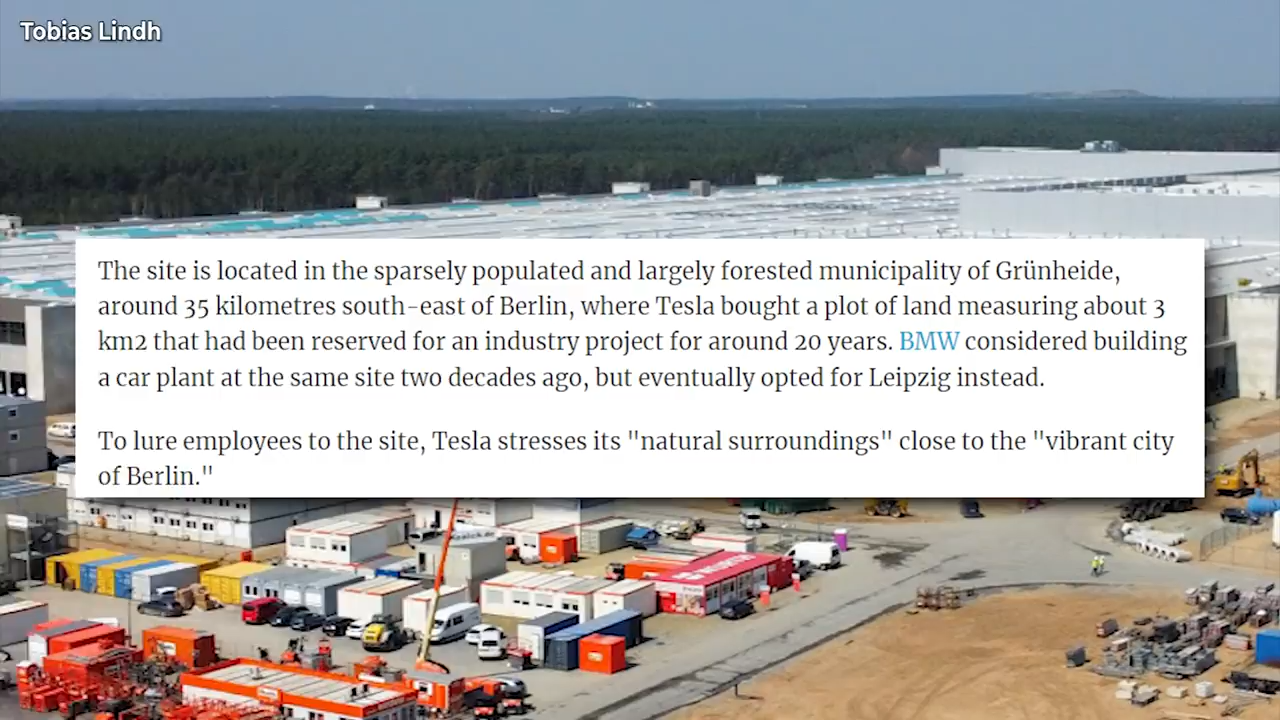 Tobias Lindh
The site is located in the sparsely populated and largely forested municipality of Grünheide,
around 35 kilometres south-east of Berlin, where Tesla bought a plot of land measuring about 3
km2 that had been reserved for an industry project for around 20 years. BMW considered building
a car plant at the same site two decades ago, but eventually opted for Leipzig instead.
To lure employees to the site, Tesla stresses its "natural surroundings" close to the "vibrant city
of Berlin."